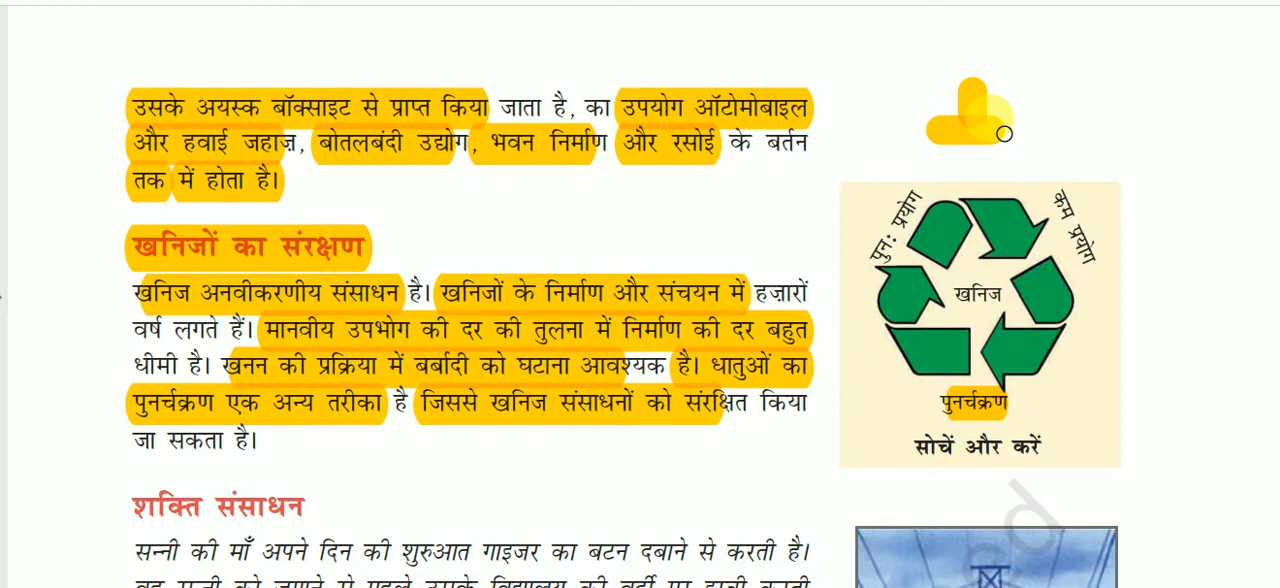 उसके अयस्क बॉक्साइट से प्राप्त किया जाता है, का उपयोग ऑटोमोबाइल
और हवाई जहाज, बोतलबंदी उद्योग, भवन निर्माण और रसोई के बर्तन
तक में होता है।
खनिजों का संरक्षण
खनिज अनवीकरणीय संसाधन है। खनिजों के निर्माण और संचयन में हजारों
वर्ष लगते हैं। मानवीय उपभोग की दर की तुलना में निर्माण की दर बहुत
धीमी है। खनन की प्रक्रिया में बर्बादी को घटाना आवश्यक है। धातुओं का
पुनर्चक्रण एक अन्य तरीका है जिससे खनिज संसाधनों को संरक्षित किया
जा सकता है।
शक्ति संसाधन
सन्नी की माँ अपने दिन की शुरुआत गाइजर का बटन दबाने से करती है।
पुनः प्रयोग
कम प्रयोग
खनिज
पुनर्चक्रण
सोचें और करें